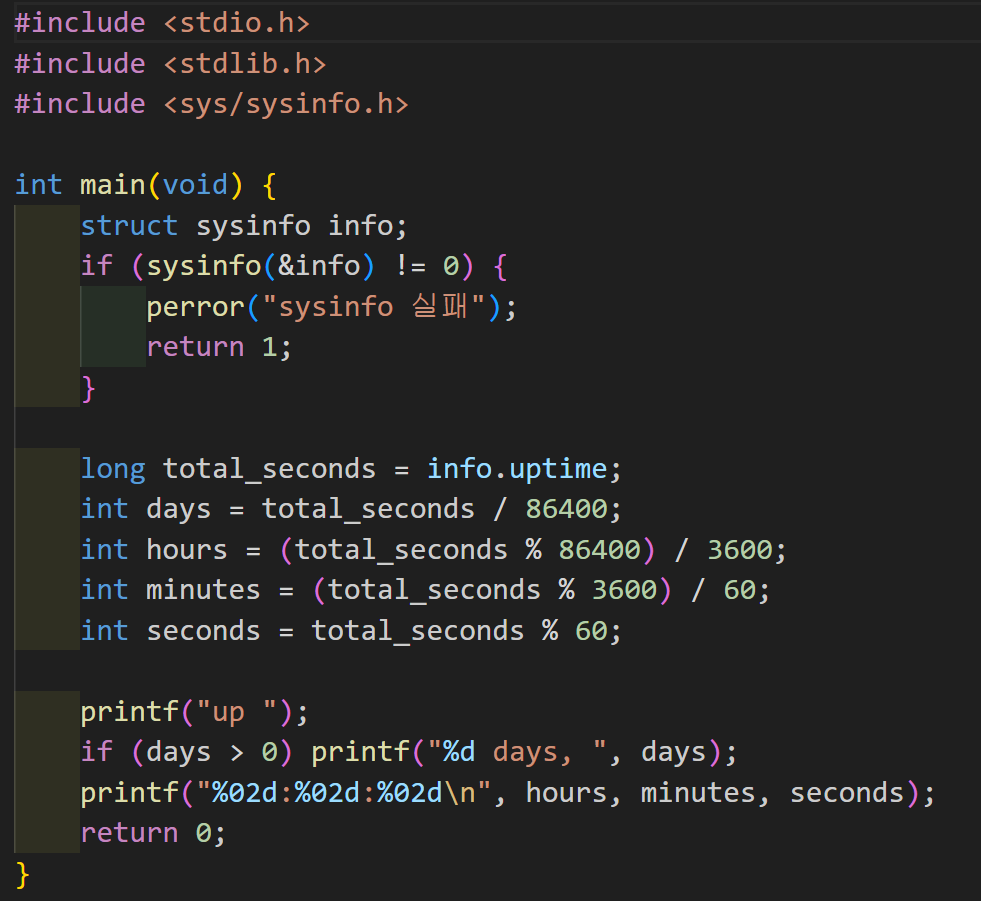 #include <stdio.h>
#include <stdlib.h>
#include <sys/sysinfo.h>

int main(void) {
    struct sysinfo info;
    if (sysinfo(&info) != 0) {
        perror("sysinfo 실패");
        return 1;
    }

    long total_seconds = info.uptime;
    int days = total_seconds / 86400;
    int hours = (total_seconds % 86400) / 3600;
    int minutes = (total_seconds % 3600) / 60;
    int seconds = total_seconds % 60;

    printf("up ");
    if (days > 0) printf("%d days, ", days);
    printf("%02d:%02d:%02d\n", hours, minutes, seconds);
    return 0;
}